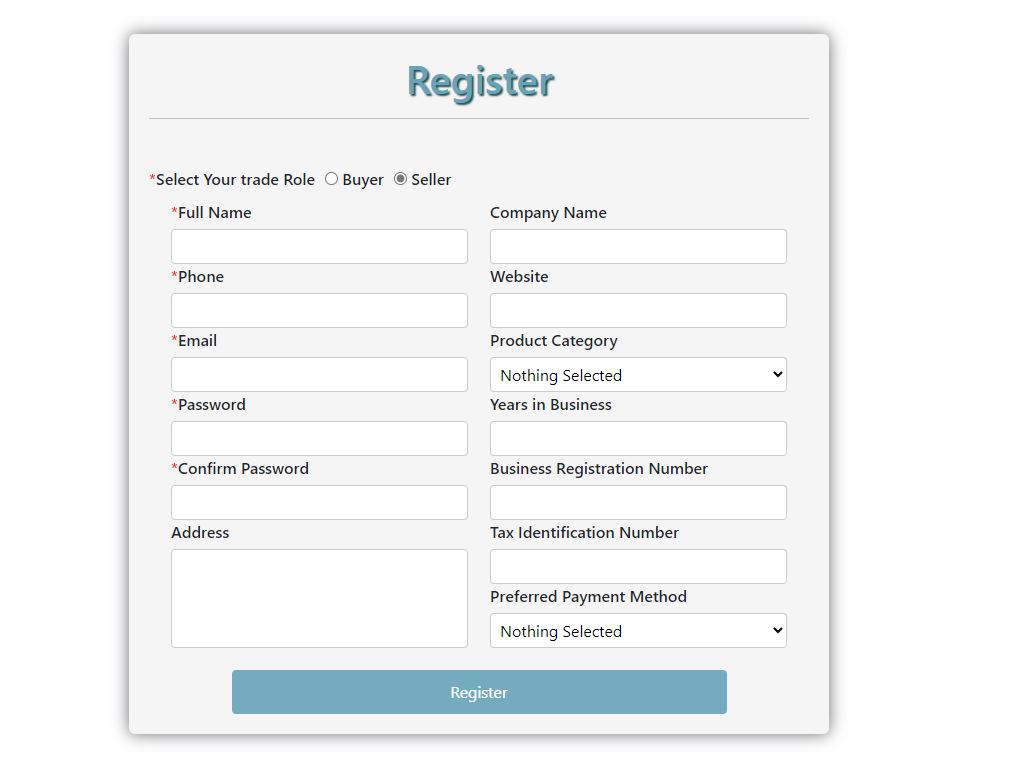 Register
*Select Your trade Role Buyer Seller
*Full Name
Company Name
*Phone
Website
*Email
Product Category
Nothing Selected
*Password
Years in Business
*Confirm Password
Business Registration Number
Address
Tax Identification Number
Preferred Payment Method
Nothing Selected
Register